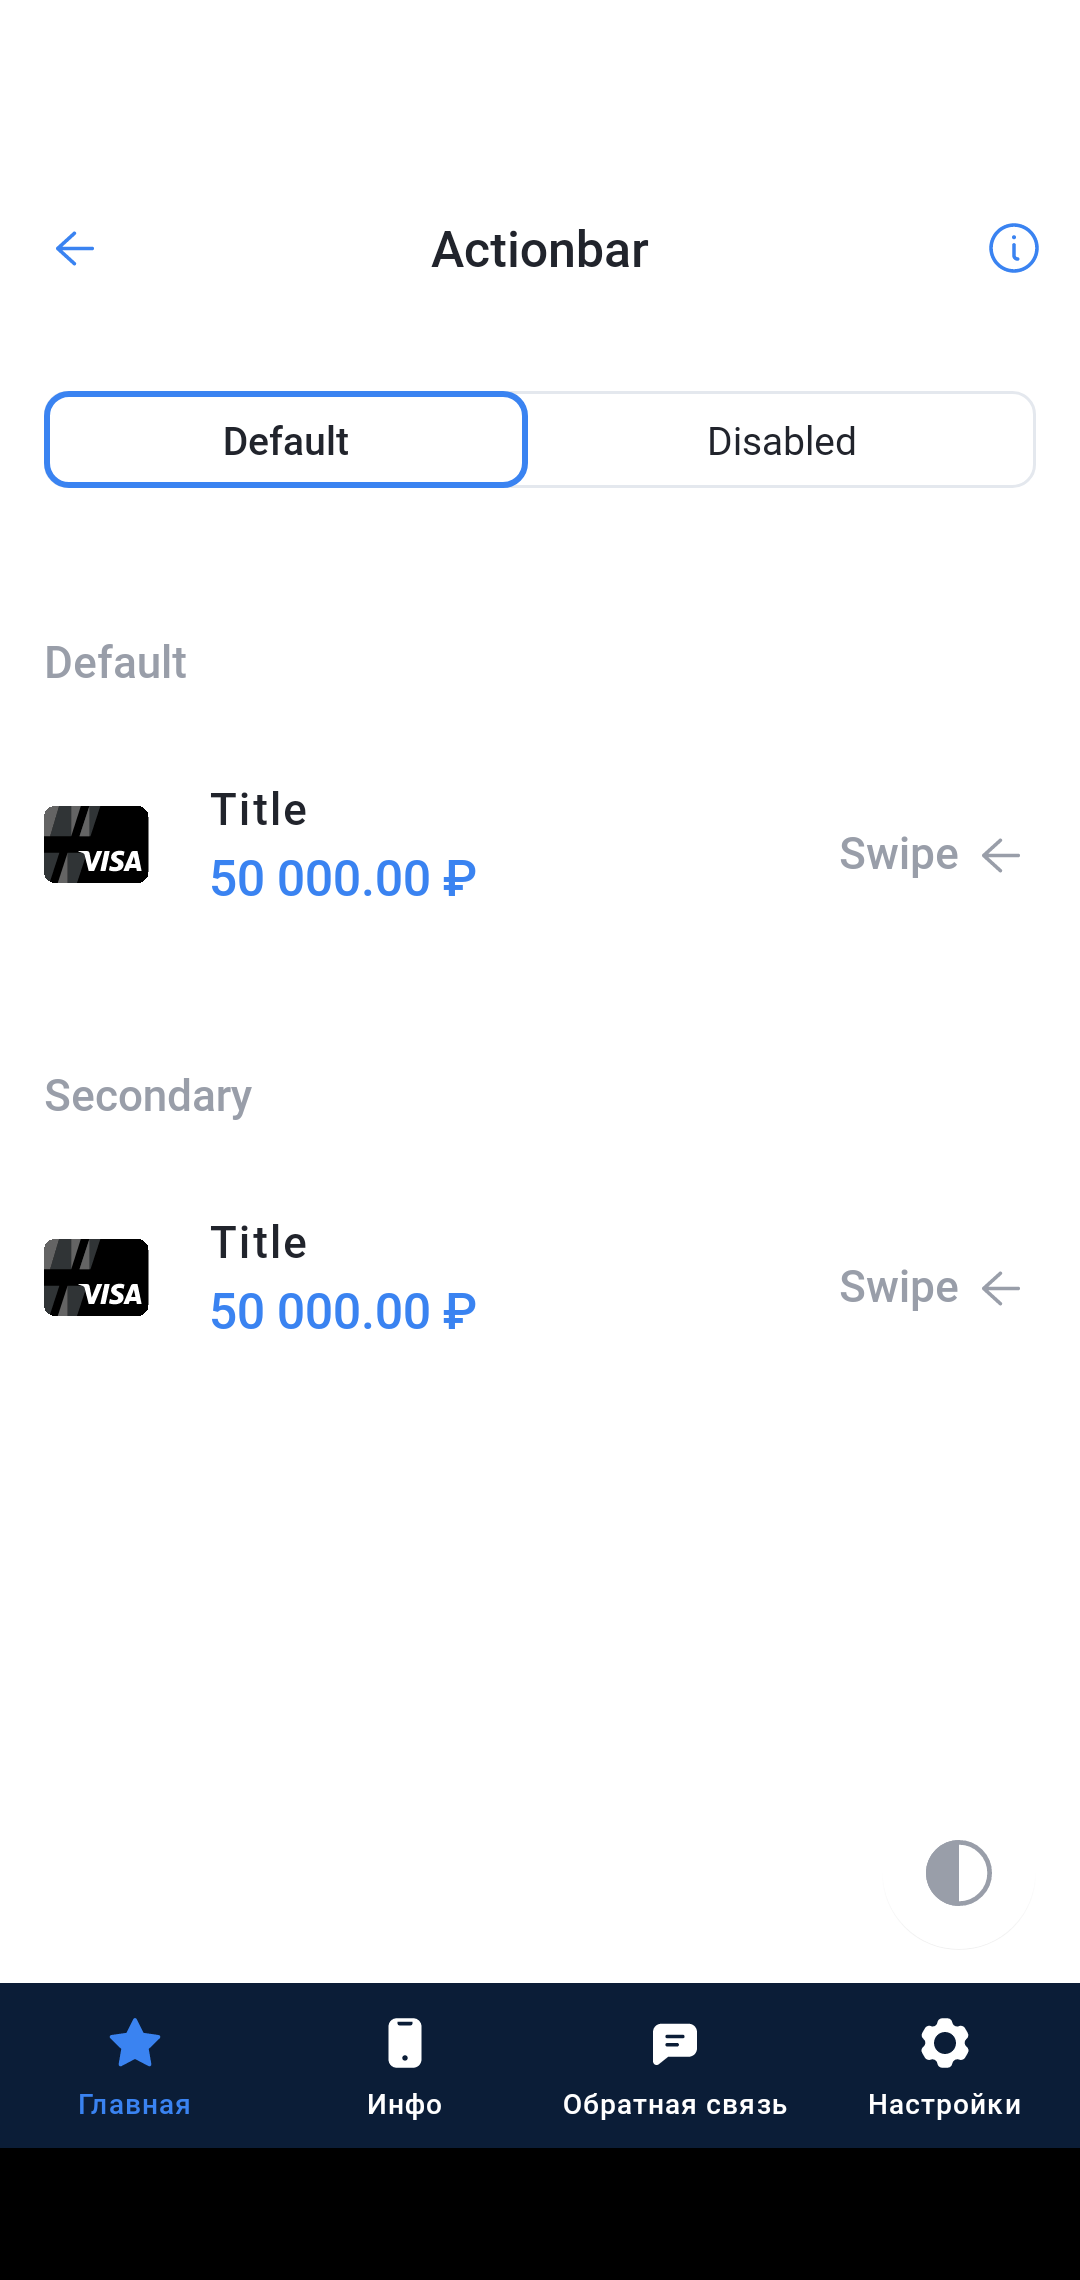 Actionbar
Default
Disabled
Default
Title
VISA
50 000.00 ₽
Swipe
Secondary
Title
VISA
50 000.00 ₽
Swipe
Главная
Инфо
Обратная связь
Настройки